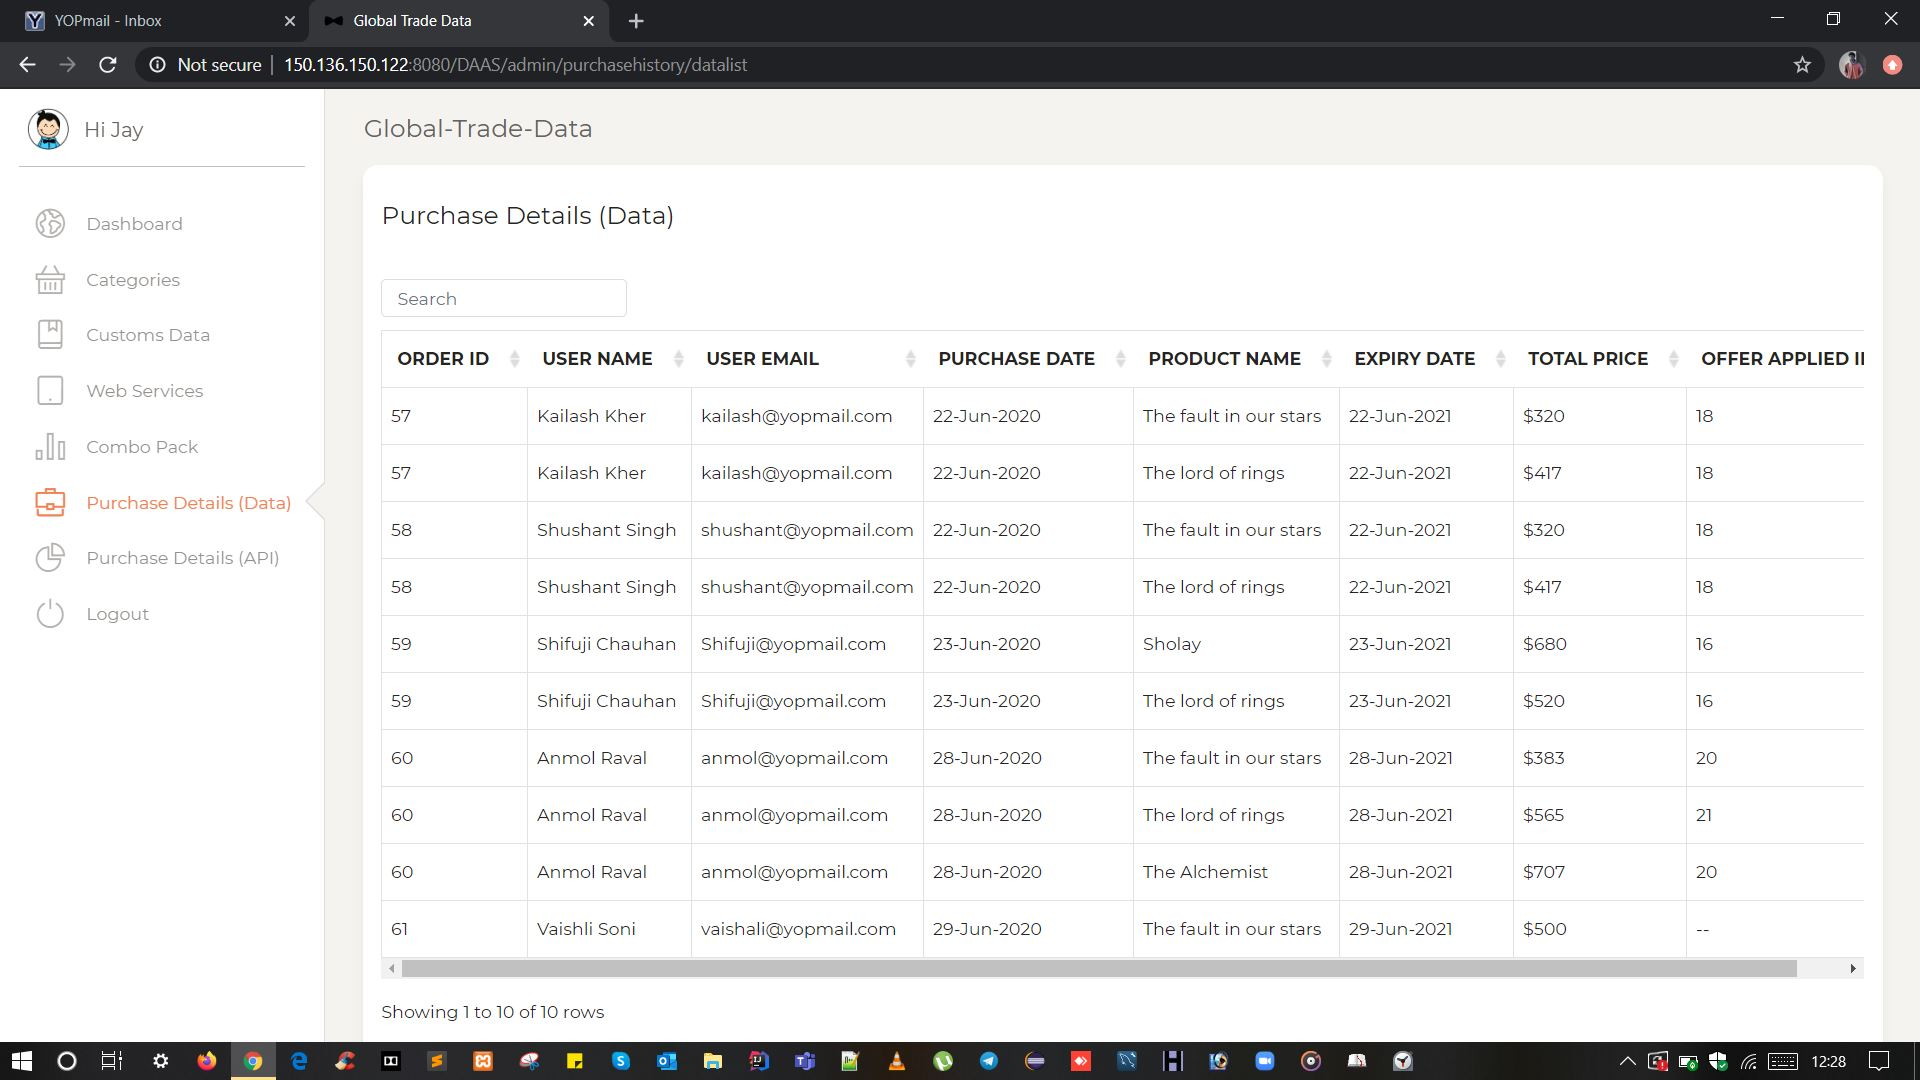 YOPmail - Inbox
Global Trade Data
Not secure | 150.136.150.122:8080/DAAS/admin/purchasehistory/datalist
Hi Jay
Dashboard
Categories
Customs Data
Web Services
Combo Pack
Purchase Details (Data)
Purchase Details (API)
Logout
Global-Trade-Data
Purchase Details (Data)
Search
ORDER ID USER NAME USER EMAIL PURCHASE DATE PRODUCT NAME EXPIRY DATE TOTAL PRICE OFFER APPLIED
57 Kailash Kher kailash@yopmail.com 22-Jun-2020 The fault in our stars 22-Jun-2021 $320 18
57 Kailash Kher kailash@yopmail.com 22-Jun-2020 The lord of rings 22-Jun-2021 $417 18
58 Shushant Singh shushant@yopmail.com 22-Jun-2020 The fault in our stars 22-Jun-2021 $320 18
58 Shushant Singh shushant@yopmail.com 22-Jun-2020 The lord of rings 22-Jun-2021 $417 18
59 Shifuji Chauhan Shifuji@yopmail.com 23-Jun-2020 Sholay 23-Jun-2021 $680 16
59 Shifuji Chauhan Shifuji@yopmail.com 23-Jun-2020 The lord of rings 23-Jun-2021 $520 16
60 Anmol Raval anmol@yopmail.com 28-Jun-2020 The fault in our stars 28-Jun-2021 $383 20
60 Anmol Raval anmol@yopmail.com 28-Jun-2020 The lord of rings 28-Jun-2021 $565 21
60 Anmol Raval anmol@yopmail.com 28-Jun-2020 The Alchemist 28-Jun-2021 $707 20
61 Vaishli Soni vaishali@yopmail.com 29-Jun-2020 The fault in our stars 29-Jun-2021 $500 --
Showing 1 to 10 of 10 rows
12:28